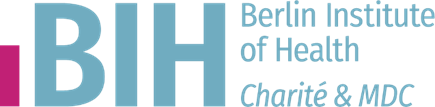 BIH
Berlin Institute
of Health
Charité & MDC